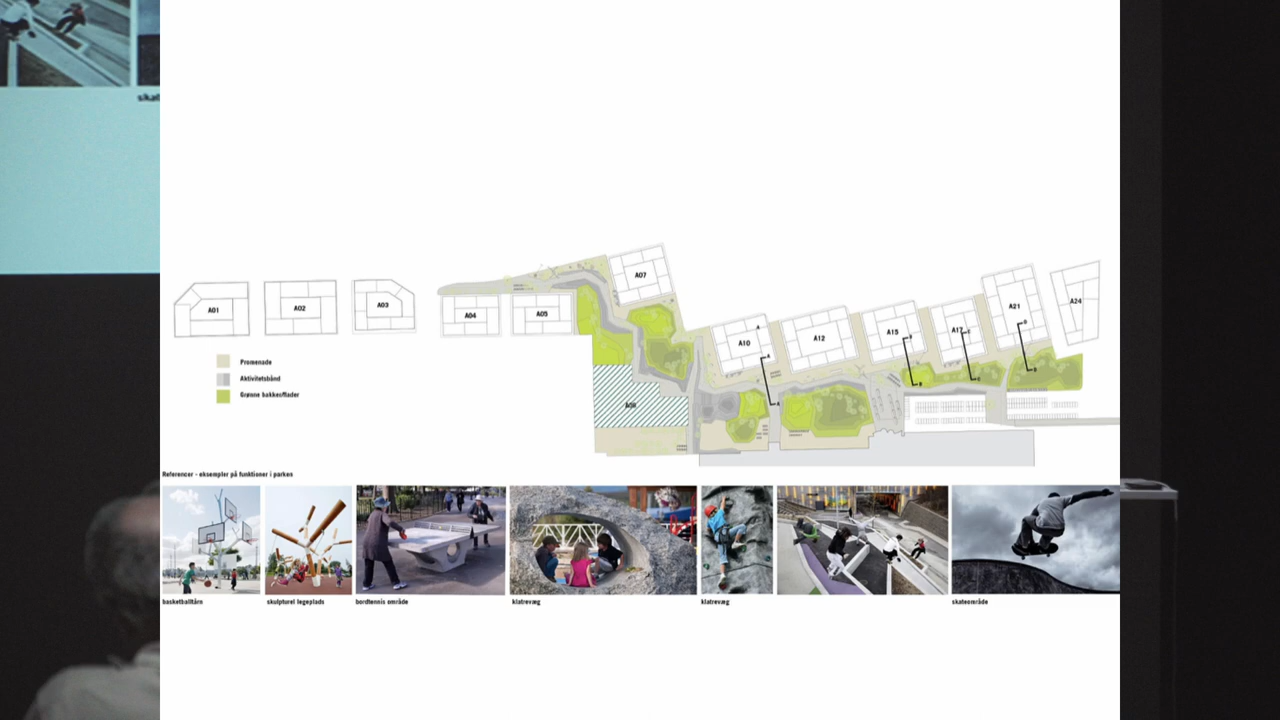 A07
A21
A24
A01
A02
A03
A04
A05
A10
A12
A15
A17
A
A
A
B
B
C
C
D
D
A06
Promenade
Aktivitetsbånd
Grønne bakker/flader
Referencer - eksempler på funktioner i parken
basketballtårn
skulpturel legeplads
bordtennis område
klatrevæg
klatrevæg
skateområde